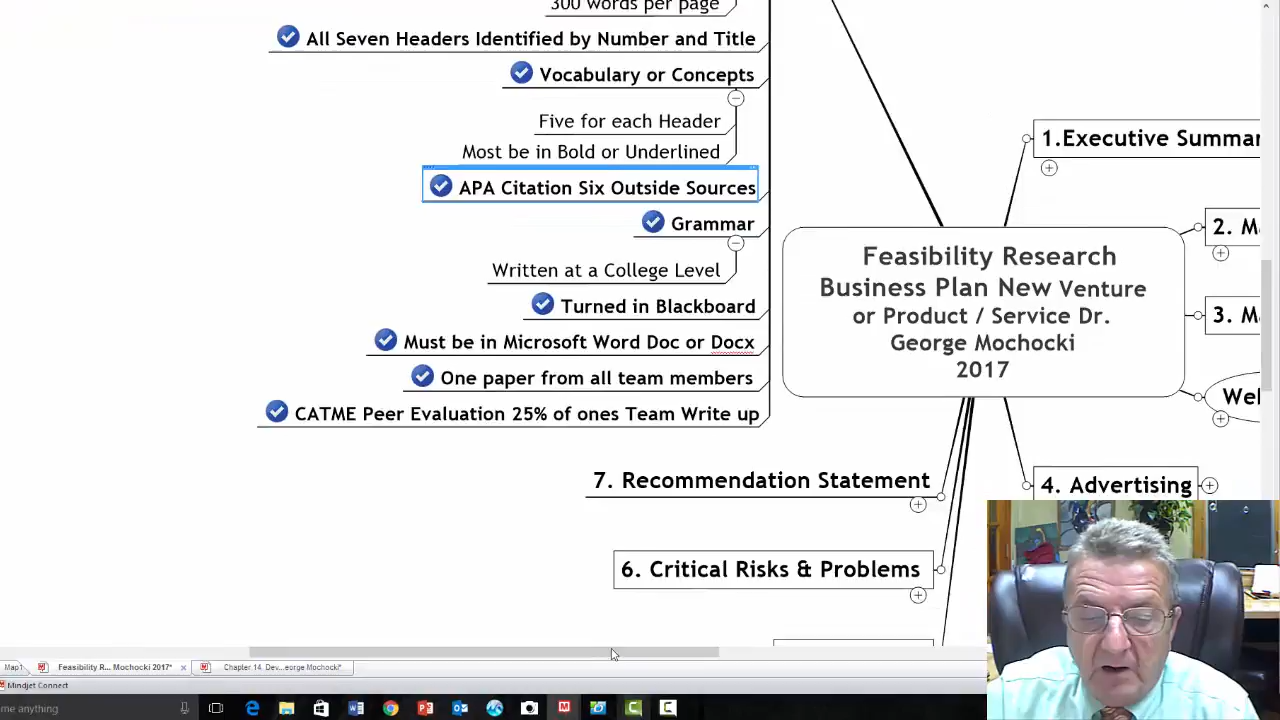 300 words per page
All Seven Headers Identified by Number and Title
Vocabulary or Concepts
Five for each Header
Most be in Bold or Underlined
APA Citation Six Outside Sources
Grammar
Written at a College Level
Turned in Blackboard
Must be in Microsoft Word Doc or Docx
One paper from all team members
CATME Peer Evaluation 25% of ones Team Write up
Feasibility Research
Business Plan New Venture
or Product / Service Dr.
George Mochocki
2017
1.Executive Summar
2. M
3. M
Wel
4. Advertising
7. Recommendation Statement
6. Critical Risks & Problems
Map1
Feasibility R... Mochocki 2017*
Chapter 14. Dev...eorge Mochocki*
Mindjet Connect
me anything